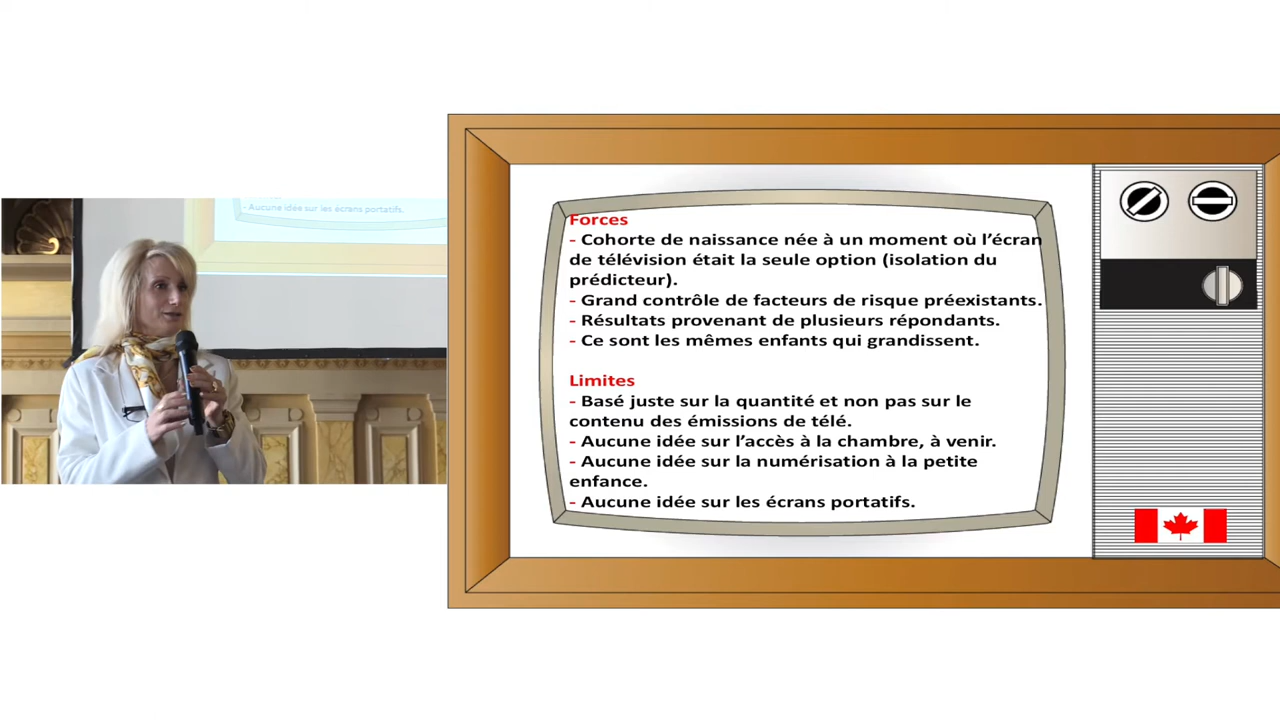 - Aucune idée sur les écrans portatifs.
Forces
- Cohorte de naissance née à un moment où l’écran
de télévision était la seule option (isolation du
prédicteur).
- Grand contrôle de facteurs de risque préexistants.
- Résultats provenant de plusieurs répondants.
- Ce sont les mêmes enfants qui grandissent.
Limites
- Basé juste sur la quantité et non pas sur le
contenu des émissions de télé.
- Aucune idée sur l’accès à la chambre, à venir.
- Aucune idée sur la numérisation à la petite
enfance.
- Aucune idée sur les écrans portatifs.